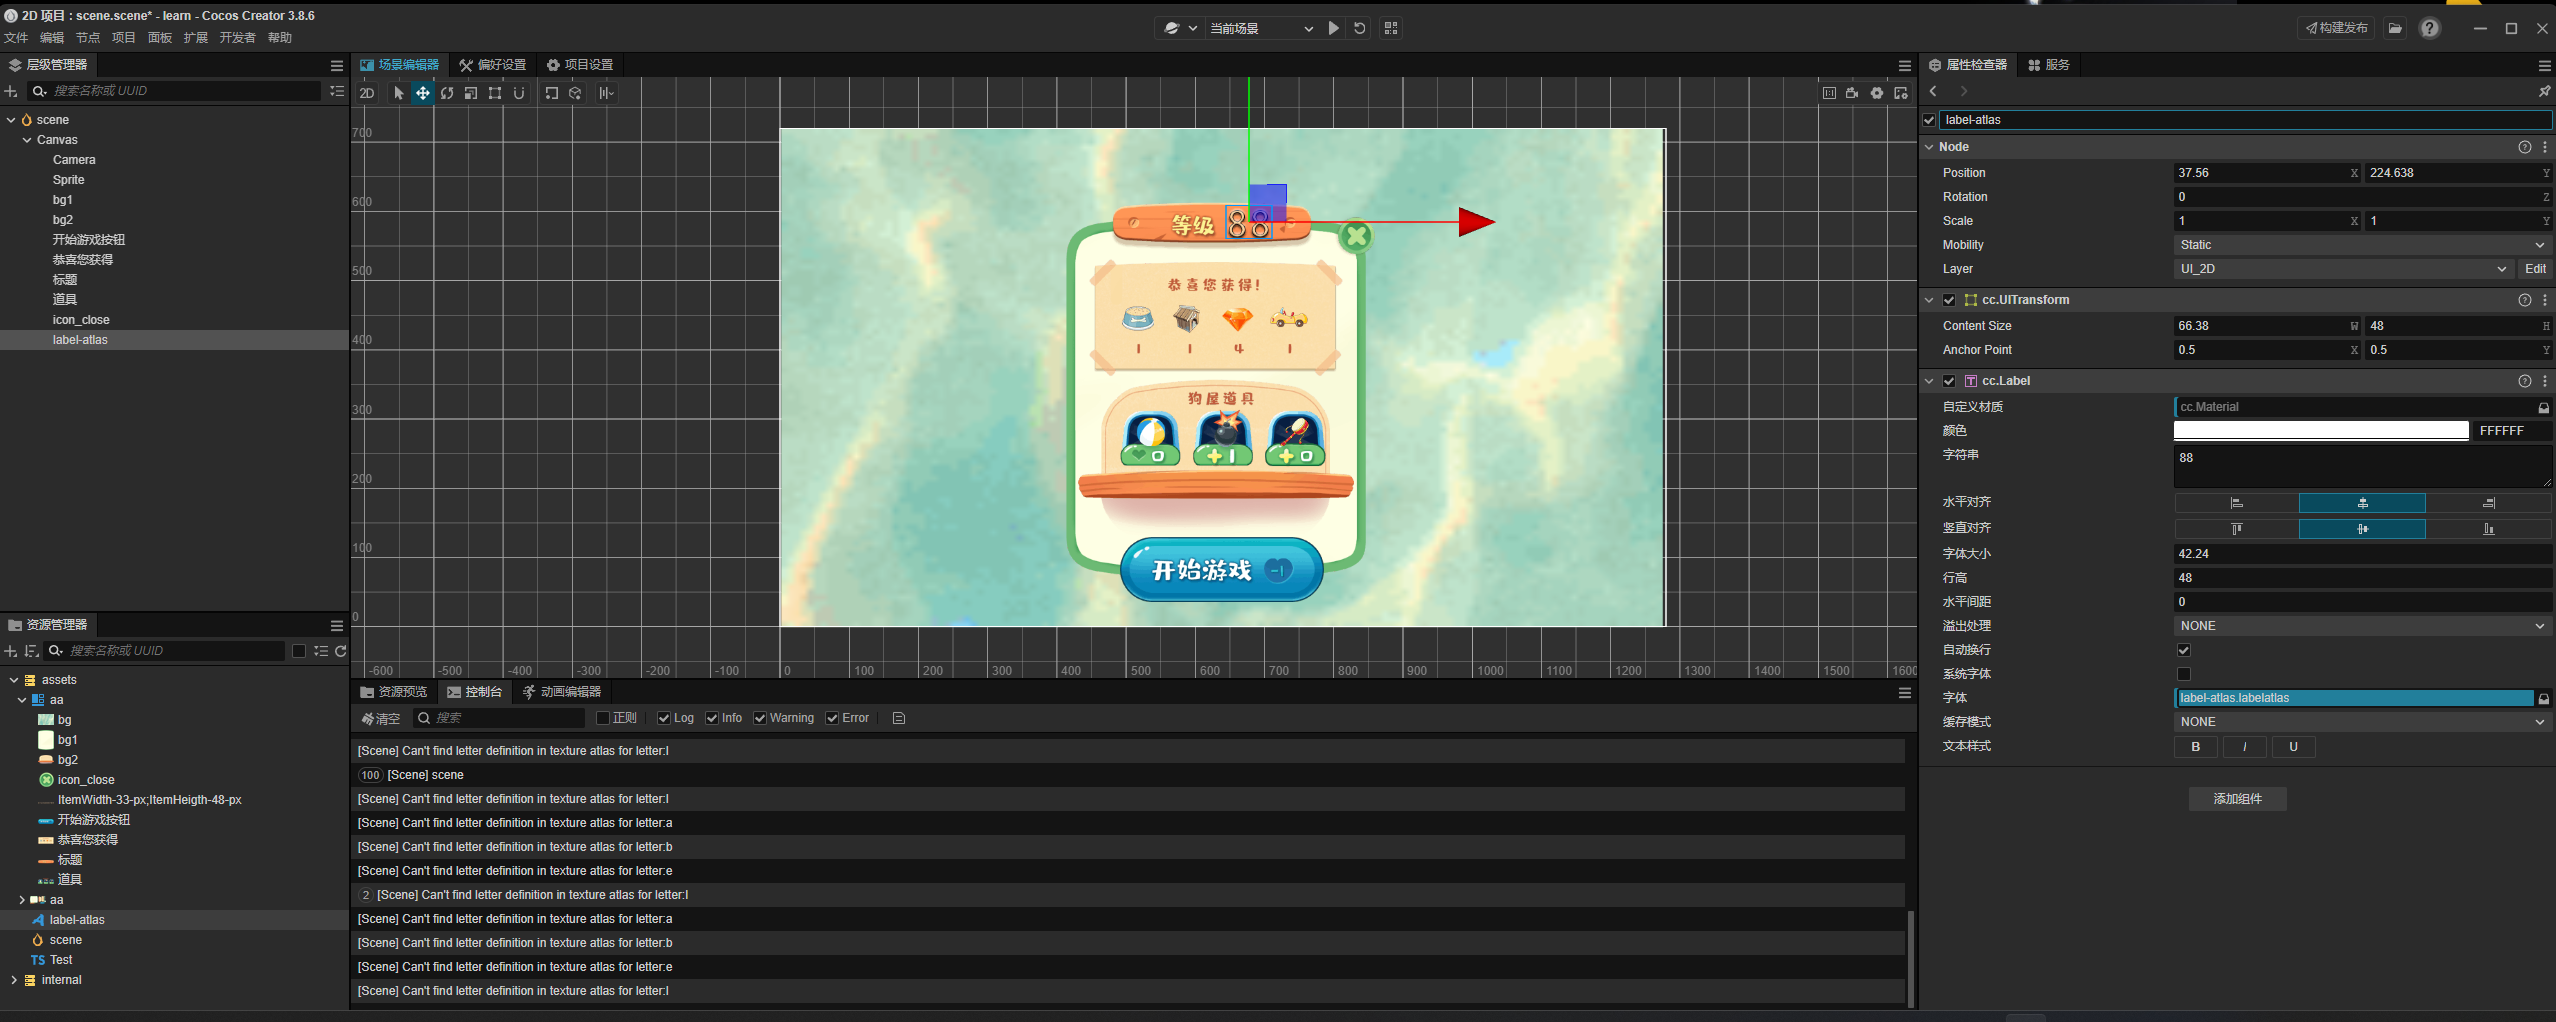 2D 项目 : scene.scene* - learn - Cocos Creator 3.8.6
文件 编辑 节点 项目 面板 扩展 开发者 帮助
当前场景
构建发布
层级管理器
搜索名称或 UUID
scene
Canvas
Camera
Sprite
bg1
bg2
开始游戏按钮
恭喜您获得
标题
道具
icon_close
label-atlas
资源管理器
搜索名称或 UUID
assets
aa
bg
bg1
bg2
icon_close
ItemWidth-33-px;ItemHeigth-48-px
开始游戏按钮
恭喜您获得
标题
道具
aa
label-atlas
scene
TS Test
internal
场景编辑器 偏好设置 项目设置
2D
700
600
500
400
300
200
100
0
-600 -500 -400 -300 -200 -100 0 100 200 300 400 500 600 700 800 900 1000 1100 1200 1300 1400 1500 1600
等级 88
恭喜您获得!
1 1 4 1
狗屋道具
0 +1 +0
开始游戏 -1
资源预览 控制台 动画编辑器
清空 搜索 正则 Log Info Warning Error
[Scene] Can't find letter definition in texture atlas for letter:l
100 [Scene] scene
[Scene] Can't find letter definition in texture atlas for letter:l
[Scene] Can't find letter definition in texture atlas for letter:a
[Scene] Can't find letter definition in texture atlas for letter:b
[Scene] Can't find letter definition in texture atlas for letter:e
2 [Scene] Can't find letter definition in texture atlas for letter:l
[Scene] Can't find letter definition in texture atlas for letter:a
[Scene] Can't find letter definition in texture atlas for letter:b
[Scene] Can't find letter definition in texture atlas for letter:e
[Scene] Can't find letter definition in texture atlas for letter:l
属性检查器 服务
label-atlas
Node
Position 37.56 X 224.638 Y
Rotation 0 Z
Scale 1 X 1 Y
Mobility Static
Layer UI_2D Edit
cc.UITransform
Content Size 66.38 W 48 H
Anchor Point 0.5 X 0.5 Y
cc.Label
自定义材质 cc.Material
颜色 FFFFFF
字符串 88
水平对齐
竖直对齐
字体大小 42.24
行高 48
水平间距 0
溢出处理 NONE
自动换行
系统字体
字体 label-atlas.labelatlas
缓存模式 NONE
文本样式 B I U
添加组件